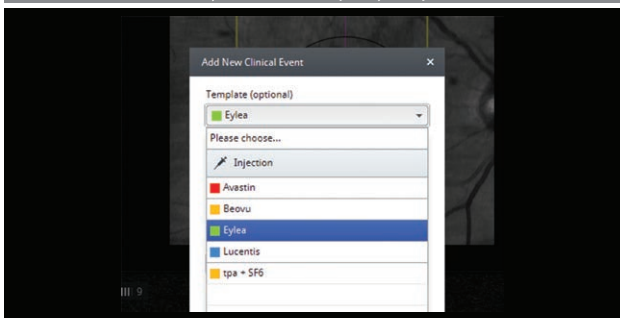 Add New Clinical Event ×
Template (optional)
Eylea
Please choose...
Injection
Avastin
Beovu
Eylea
Lucentis
tpa + SF6
9